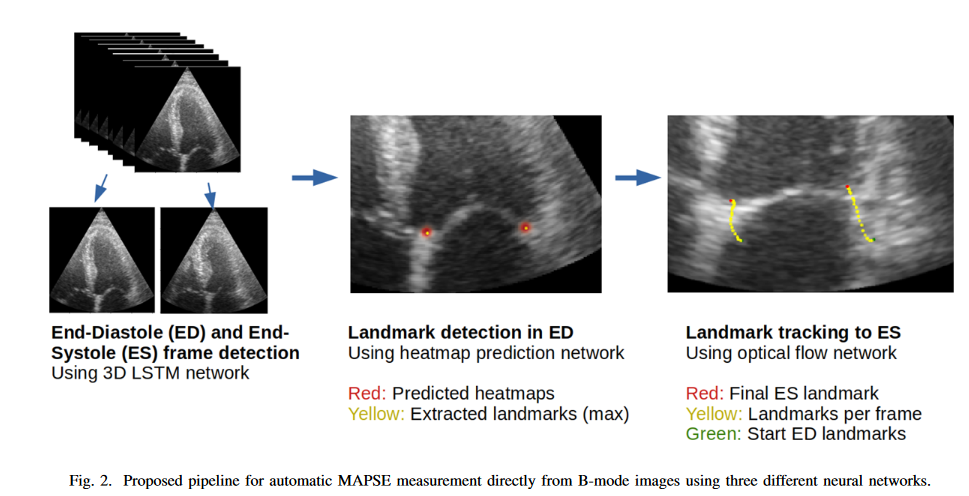 End-Diastole (ED) and End-
Systole (ES) frame detection
Using 3D LSTM network
Landmark detection in ED
Using heatmap prediction network
Red: Predicted heatmaps
Yellow: Extracted landmarks (max)
Landmark tracking to ES
Using optical flow network
Red: Final ES landmark
Yellow: Landmarks per frame
Green: Start ED landmarks
Fig. 2. Proposed pipeline for automatic MAPSE measurement directly from B-mode images using three different neural networks.